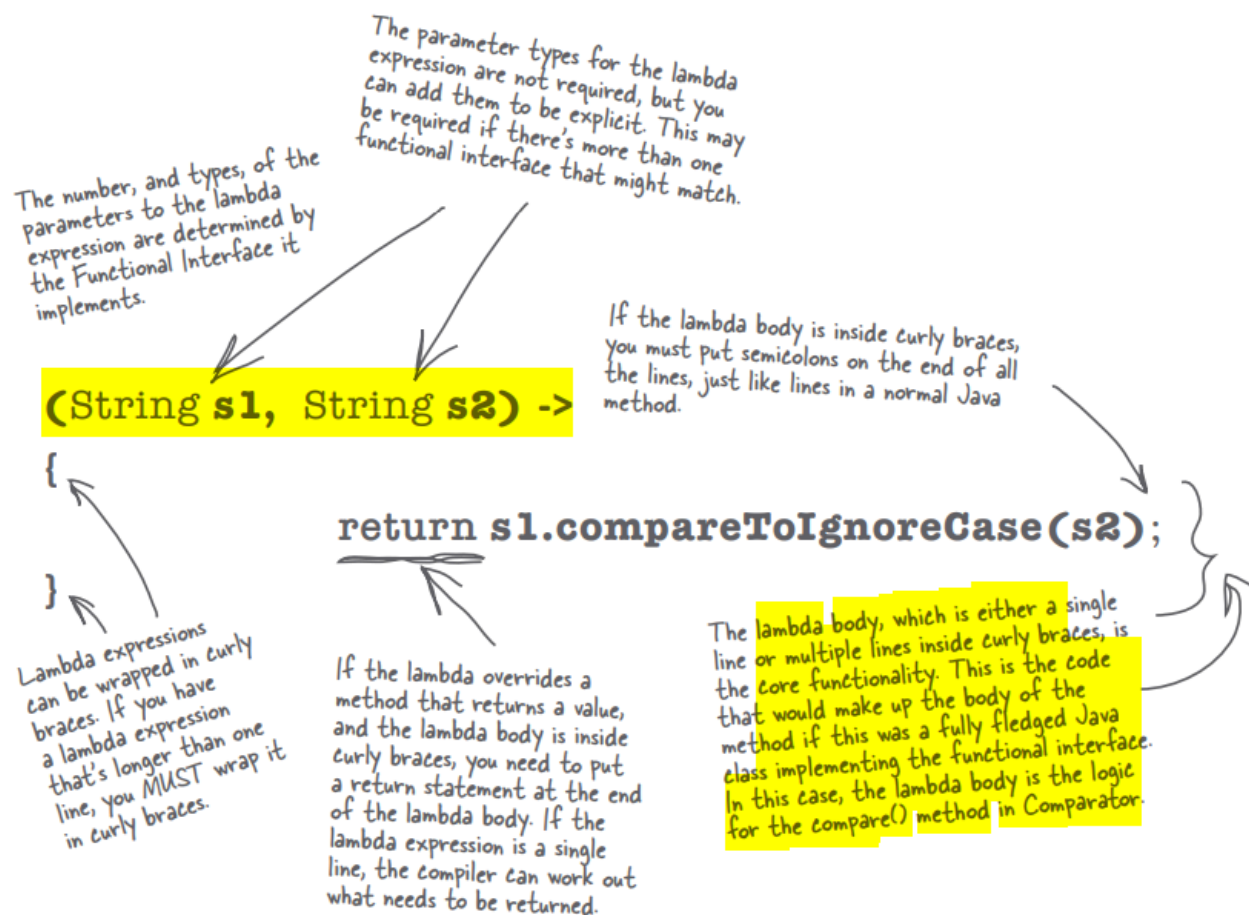 The parameter types for the lambda
expression are not required, but you
can add them to be explicit. This may
be required if there's more than one
functional interface that might match.
The number, and types, of the
parameters to the lambda
expression are determined by
the Functional Interface it
implements.
If the lambda body is inside curly braces,
you must put semicolons on the end of all
the lines, just like lines in a normal Java
method.
(String s1, String s2) ->
{
return s1.compareToIgnoreCase(s2);
}
Lambda expressions
can be wrapped in curly
braces. If you have
a lambda expression
that's longer than one
line, you MUST wrap it
in curly braces.
If the lambda overrides a
method that returns a value,
and the lambda body is inside
curly braces, you need to put
a return statement at the end
of the lambda body. If the
lambda expression is a single
line, the compiler can work out
what needs to be returned.
The lambda body, which is either a single
line or multiple lines inside curly braces, is
the core functionality. This is the code
that would make up the body of the
method if this was a fully fledged Java
class implementing the functional interface.
In this case, the lambda body is the logic
for the compare() method in Comparator.